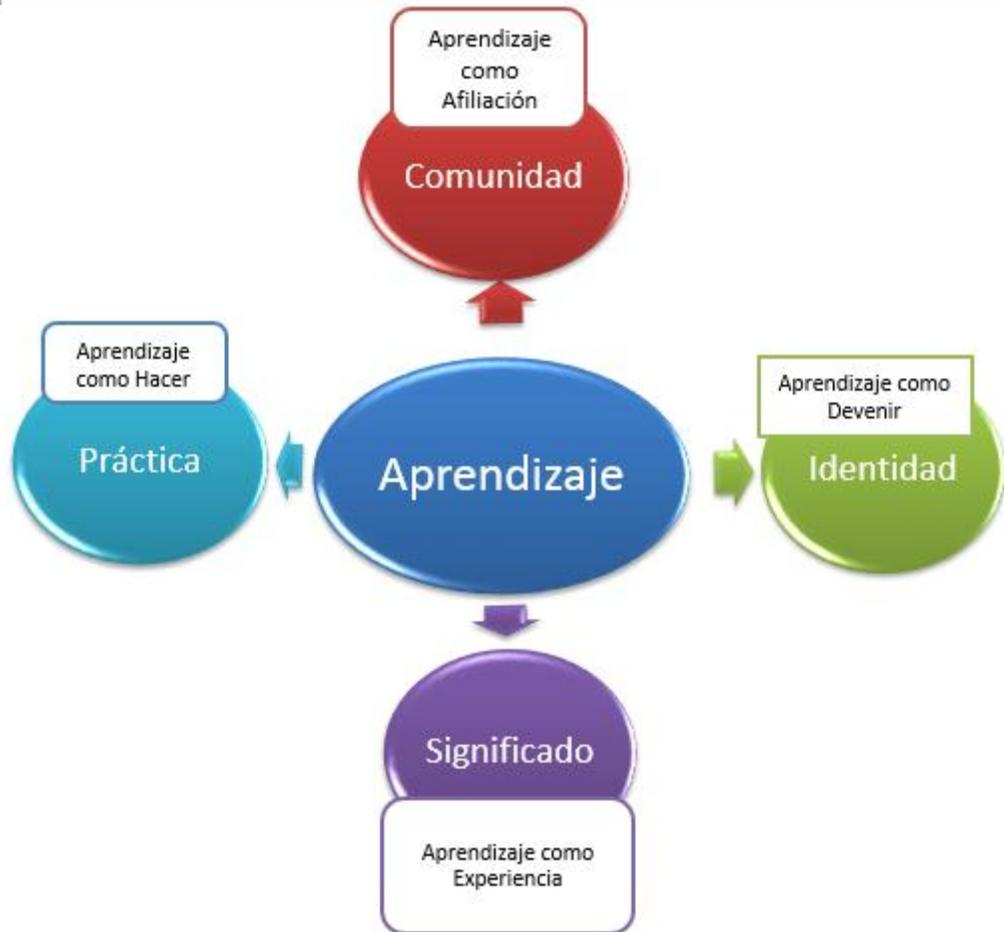 Aprendizaje
como
Afiliación
Comunidad
Aprendizaje
como Hacer
Práctica
Aprendizaje
Aprendizaje como
Devenir
Identidad
Significado
Aprendizaje como
Experiencia